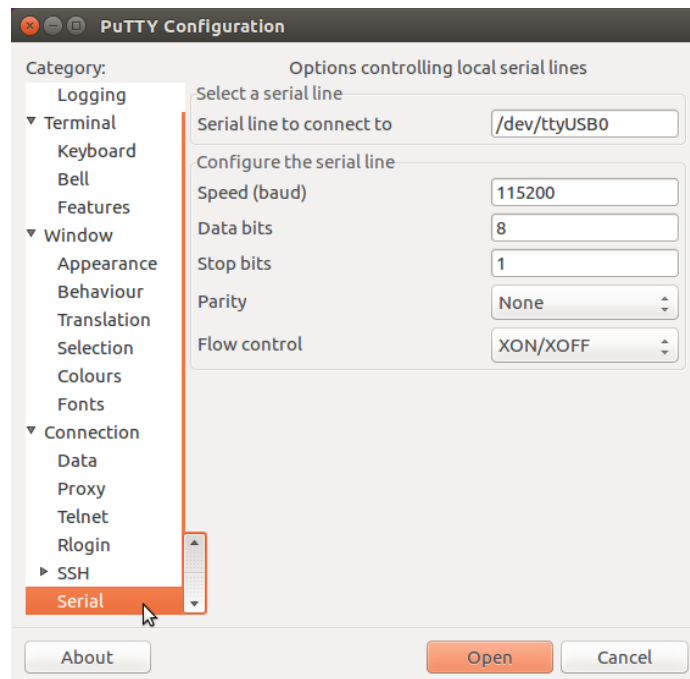 PuTTY Configuration
Category:
Logging
Terminal
Keyboard
Bell
Features
Window
Appearance
Behaviour
Translation
Selection
Colours
Fonts
Connection
Data
Proxy
Telnet
Rlogin
SSH
Serial
Options controlling local serial lines
Select a serial line
Serial line to connect to /dev/ttyUSB0
Configure the serial line
Speed (baud) 115200
Data bits 8
Stop bits 1
Parity None
Flow control XON/XOFF
About Open Cancel